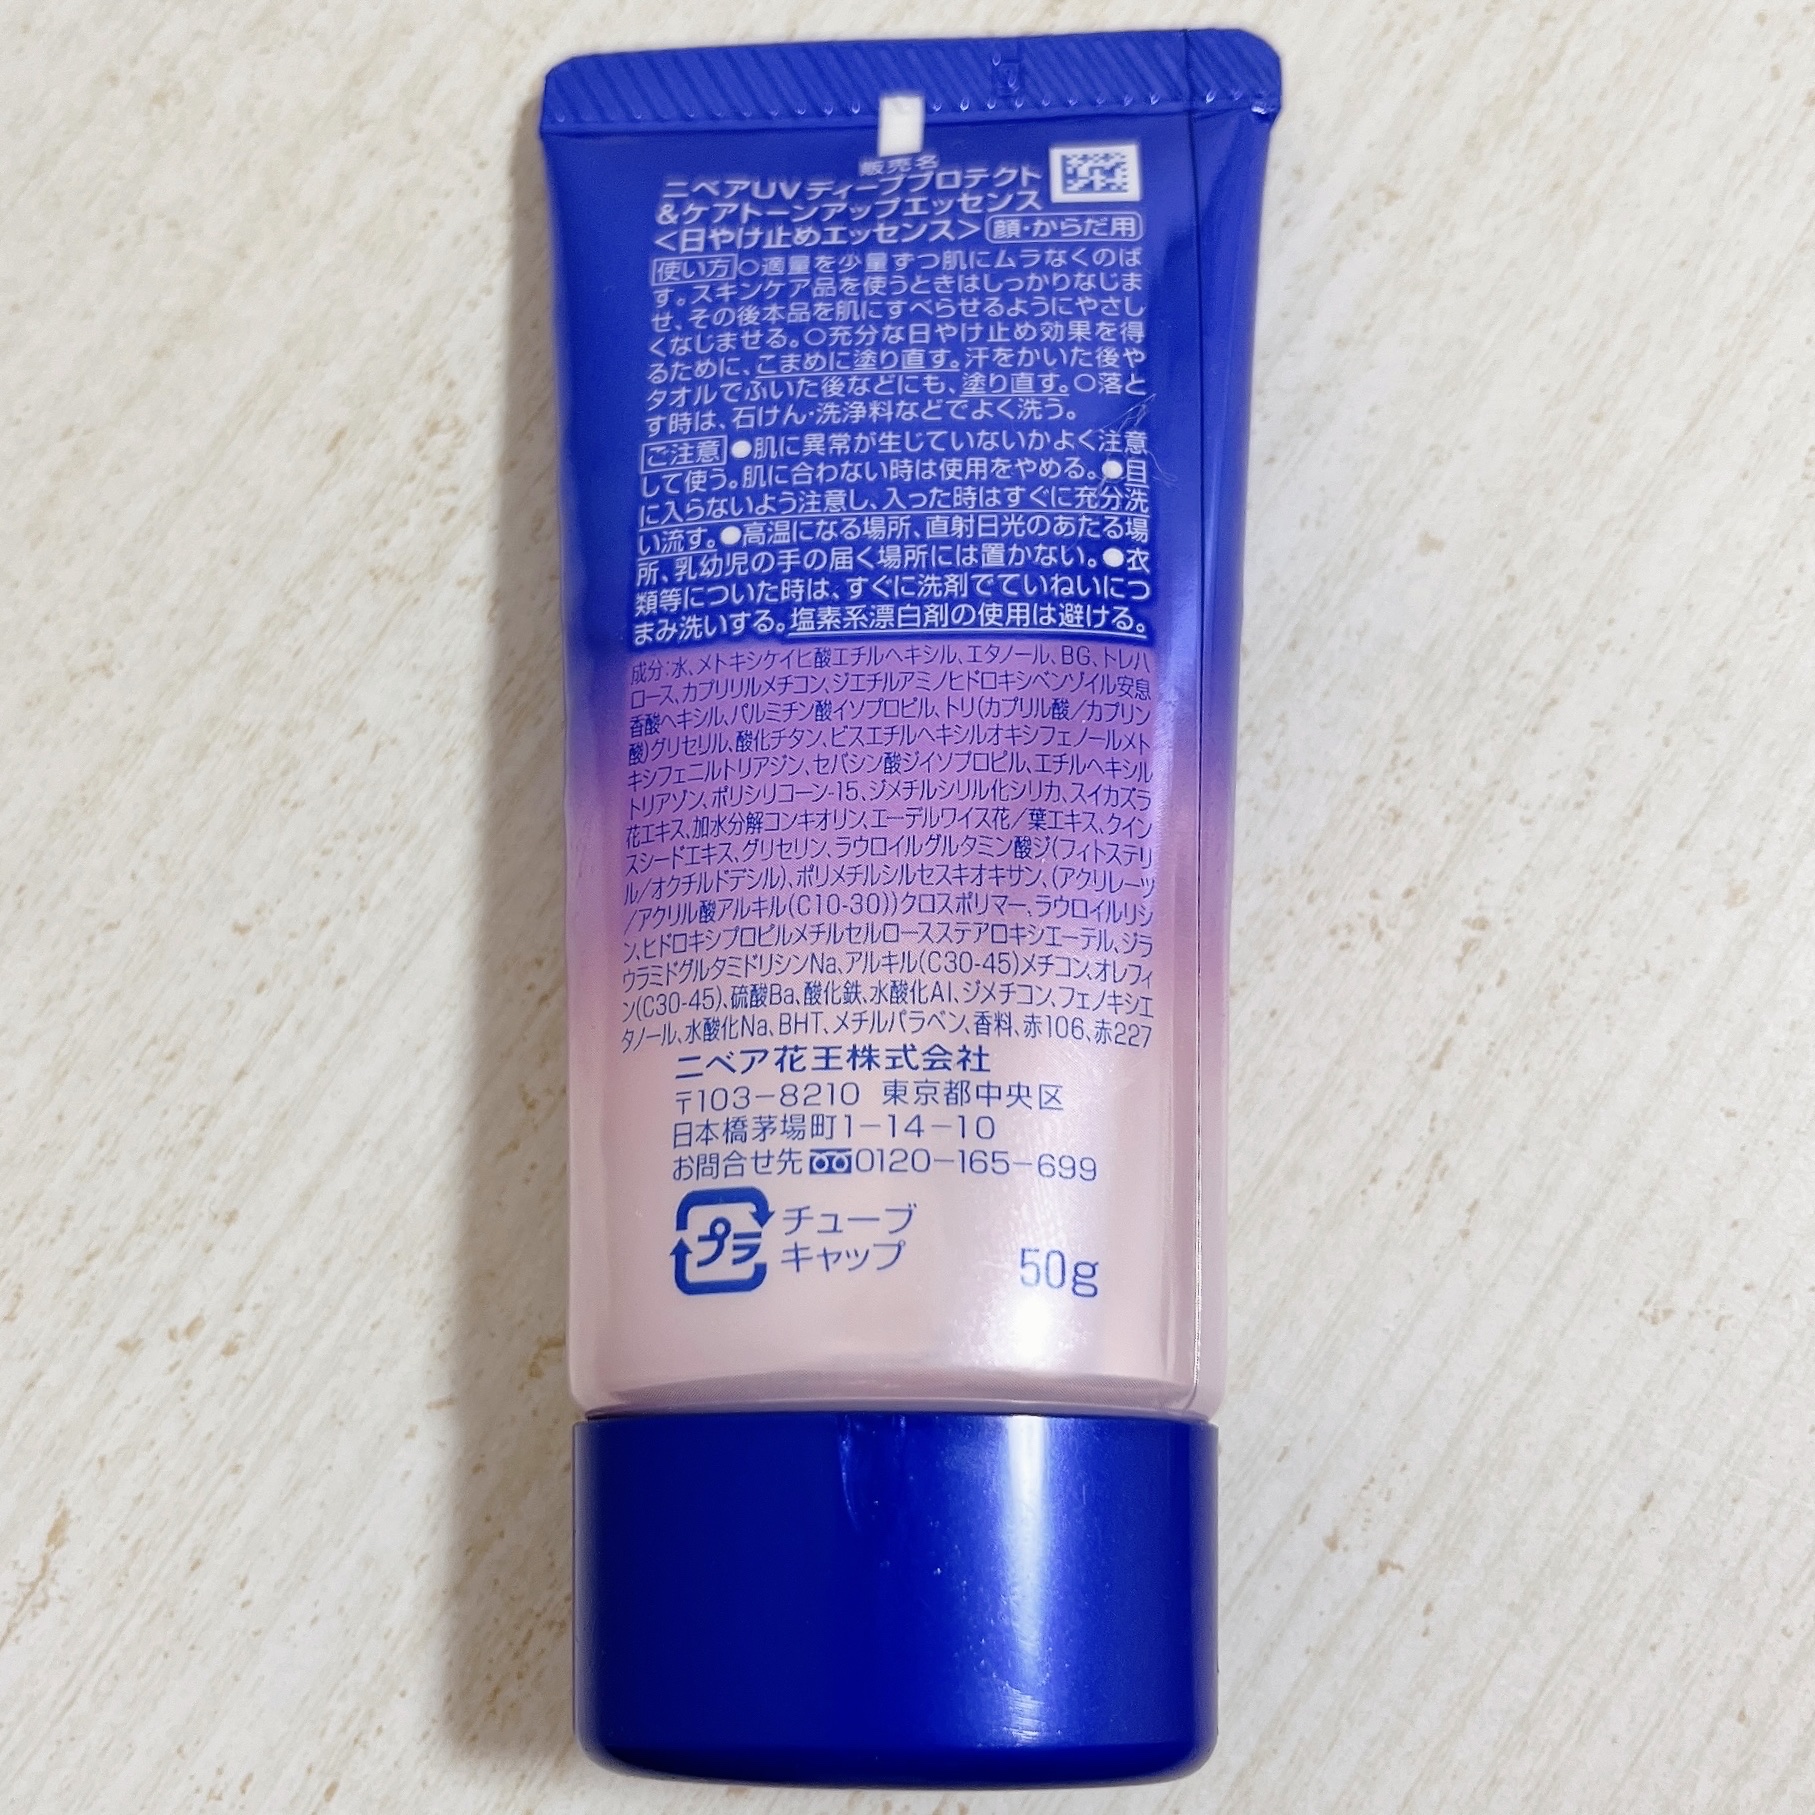 販売名
ニベアUVディーププロテクト
&ケアトーンアップエッセンス
<日やけ止めエッセンス> 顔・からだ用
使い方 ○適量を少量ずつ肌にムラなくのば
す。スキンケア品を使うときはしっかりなじま
せ、その後本品を肌にすべらせるようにやさし
くなじませる。○充分な日やけ止め効果を得
るために、こまめに塗り直す。汗をかいた後や
タオルでふいた後などにも、塗り直す。○落と
す時は、石けん・洗浄料などでよく洗う。
ご注意 ●肌に異常が生じていないかよく注意
して使う。肌に合わない時は使用をやめる。●目
に入らないよう注意し、入った時はすぐに充分洗
い流す。●高温になる場所、直射日光のあたる場
所、乳幼児の手の届く場所には置かない。●衣
類等についた時は、すぐに洗剤でていねいにつ
まみ洗いする。塩素系漂白剤の使用は避ける。
成分:水、メトキシケイヒ酸エチルヘキシル、エタノール、BG、トレハ
ロース、カプリリルメチコン、ジエチルアミノヒドロキシベンゾイル安息
香酸ヘキシル、パルミチン酸イソプロピル、トリ(カプリル酸/カプリン
酸)グリセリル、酸化チタン、ビスエチルヘキシルオキシフェノールメト
キシフェニルトリアジン、セバシン酸ジイソプロピル、エチルヘキシル
トリアゾン、ポリシリコーン-15、ジメチルシリル化シリカ、スイカズラ
花エキス、加水分解コンキオリン、エーデルワイス花/葉エキス、クイン
スシードエキス、グリセリン、ラウロイルグルタミン酸ジ(フィトステリ
ル/オクチルドデシル)、ポリメチルシルセスキオキサン、(アクリレーツ
/アクリル酸アルキル(C10-30))クロスポリマー、ラウロイルリシ
ン、ヒドロキシプロピルメチルセルロースステアロキシエーテル、ジラ
ウラミドグルタミドリシンNa、アルキル(C30-45)メチコン、オレフィ
ン(C30-45)、硫酸Ba、酸化鉄、水酸化Al、ジメチコン、フェノキシエ
タノール、水酸化Na、BHT、メチルパラベン、香料、赤106、赤227
ニベア花王株式会社
〒103-8210 東京都中央区
日本橋茅場町1-14-10
お問合せ先 0120-165-699
プラ チューブ
キャップ
50g